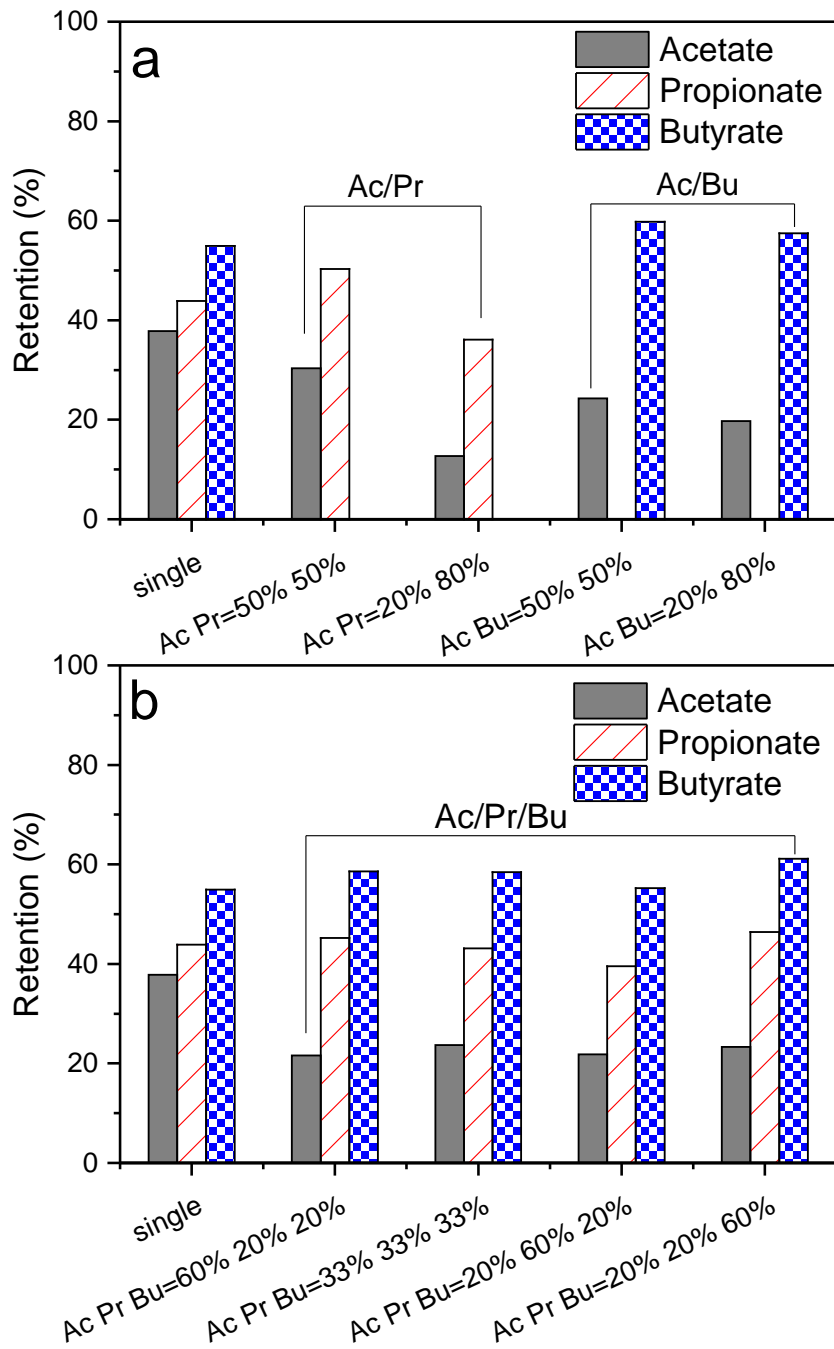 a
Acetate
Propionate
Butyrate
Ac/Pr
Ac/Bu
Retention (%)
100
80
60
40
20
0
single
Ac Pr=50% 50%
Ac Pr=20% 80%
Ac Bu=50% 50%
Ac Bu=20% 80%
b
Acetate
Propionate
Butyrate
Ac/Pr/Bu
Retention (%)
100
80
60
40
20
0
single
Ac Pr Bu=60% 20% 20%
Ac Pr Bu=33% 33% 33%
Ac Pr Bu=20% 60% 20%
Ac Pr Bu=20% 20% 60%